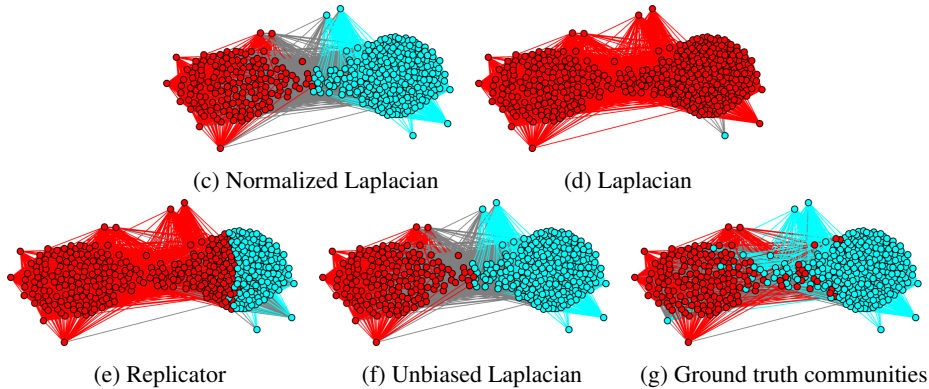 (c) Normalized Laplacian
(d) Laplacian
(e) Replicator
(f) Unbiased Laplacian
(g) Ground truth communities